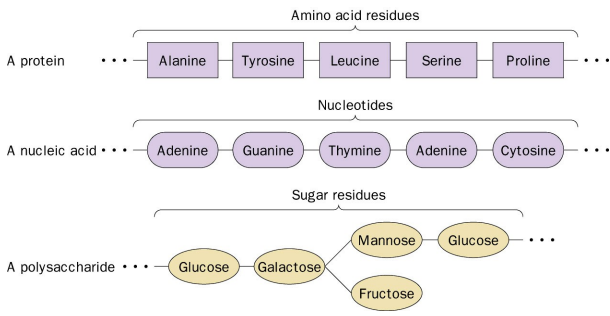 Amino acid residues
A protein ••• Alanine Tyrosine Leucine Serine Proline •••
Nucleotides
A nucleic acid ••• Adenine Guanine Thymine Adenine Cytosine •••
Sugar residues
Mannose Glucose •••
A polysaccharide ••• Glucose Galactose
Fructose